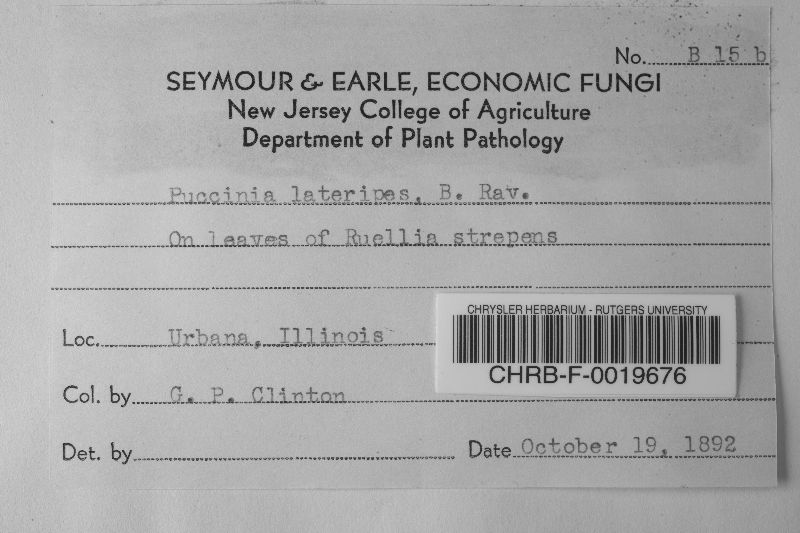 No. B 15 b
SEYMOUR & EARLE, ECONOMIC FUNGI
New Jersey College of Agriculture
Department of Plant Pathology
Puccinia lateripes, B. Rav.
On leaves of Ruellia strepens
Loc. Urbana, Illinois
CHRYSLER HERBARIUM - RUTGERS UNIVERSITY
CHRB-F-0019676
Col. by G. P. Clinton
Det. by
Date October 19, 1892